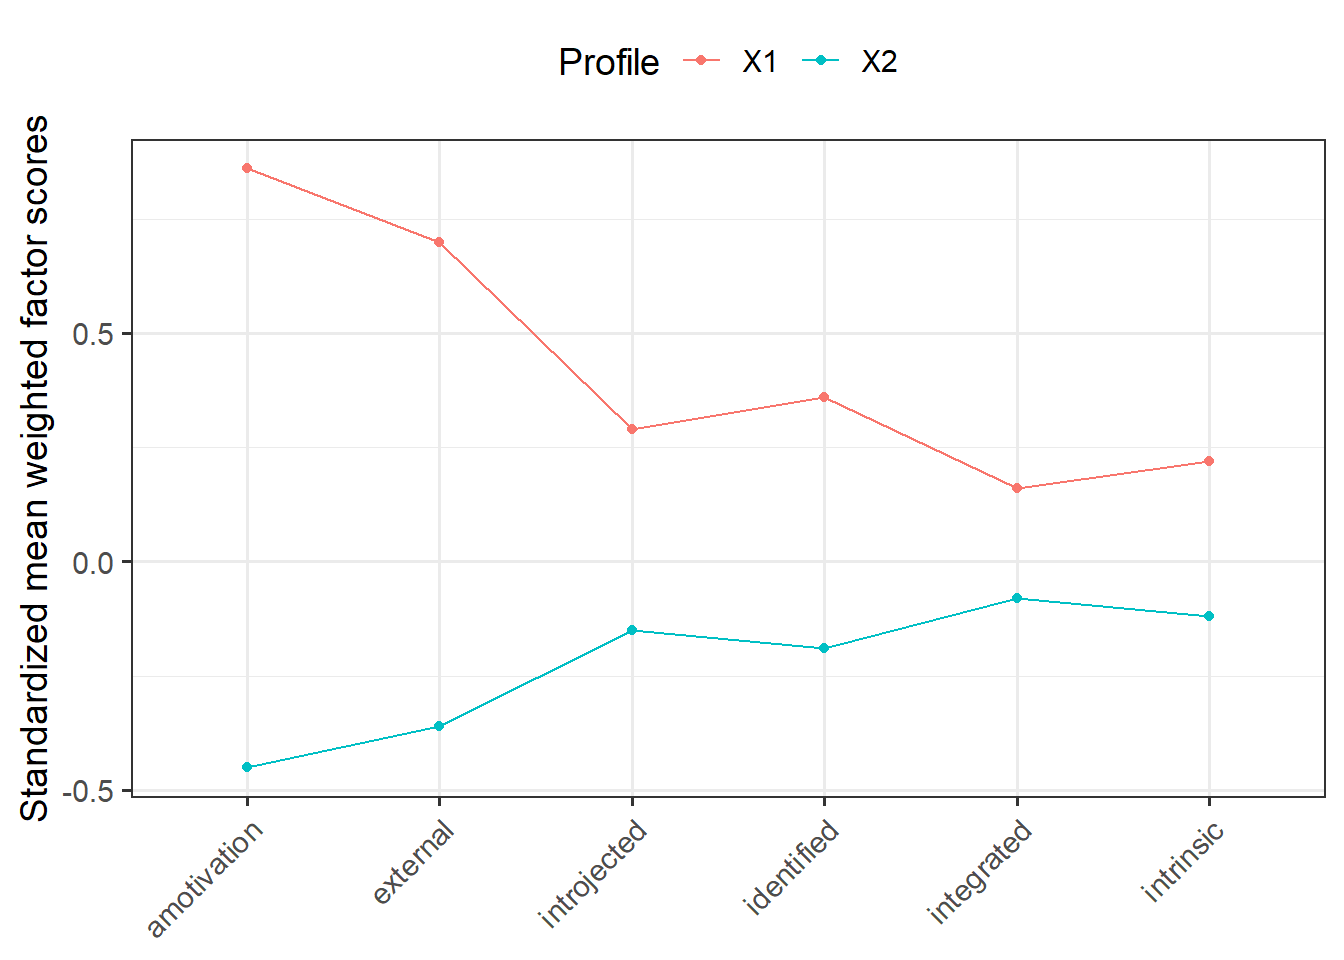 Profile X1 X2
Standardized mean weighted factor scores
0.5
0.0
-0.5
amotivation
external
introjected
identified
integrated
intrinsic